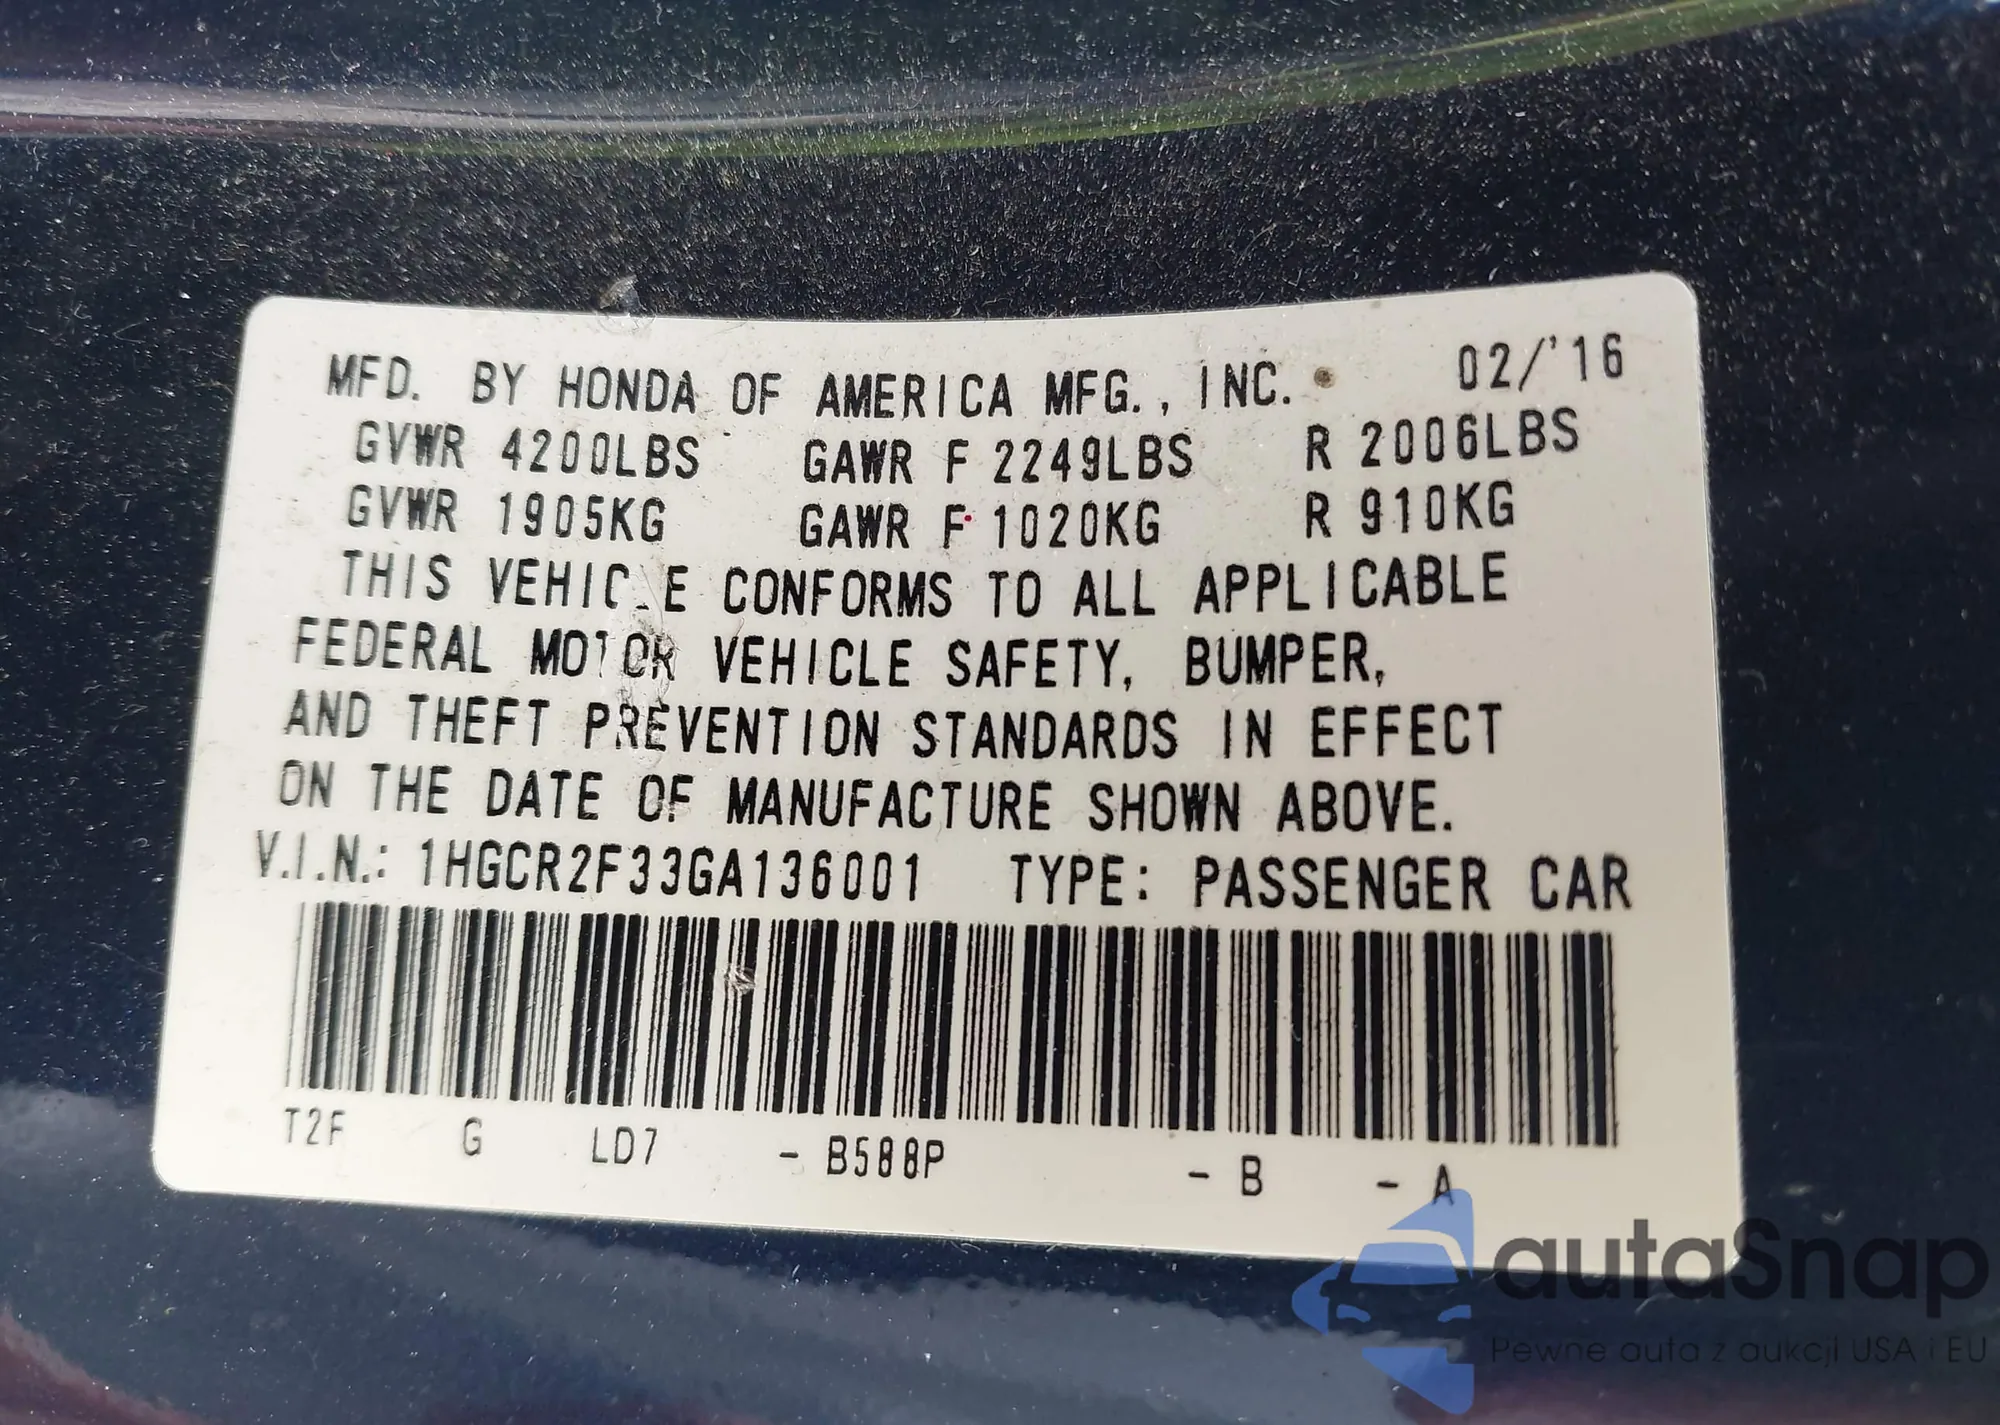 MFD. BY HONDA OF AMERICA MFG., INC. 02/'16
GVWR 4200LBS GAWR F 2249LBS R 2006LBS
GVWR 1905KG GAWR F 1020KG R 910KG
THIS VEHICLE CONFORMS TO ALL APPLICABLE
FEDERAL MOTOR VEHICLE SAFETY, BUMPER,
AND THEFT PREVENTION STANDARDS IN EFFECT
ON THE DATE OF MANUFACTURE SHOWN ABOVE.
V.I.N.: 1HGCR2F33GA136001 TYPE: PASSENGER CAR
T2F G LD7 - B588P - B - A
autaSnap
Pewne auta z aukcji USA i EU